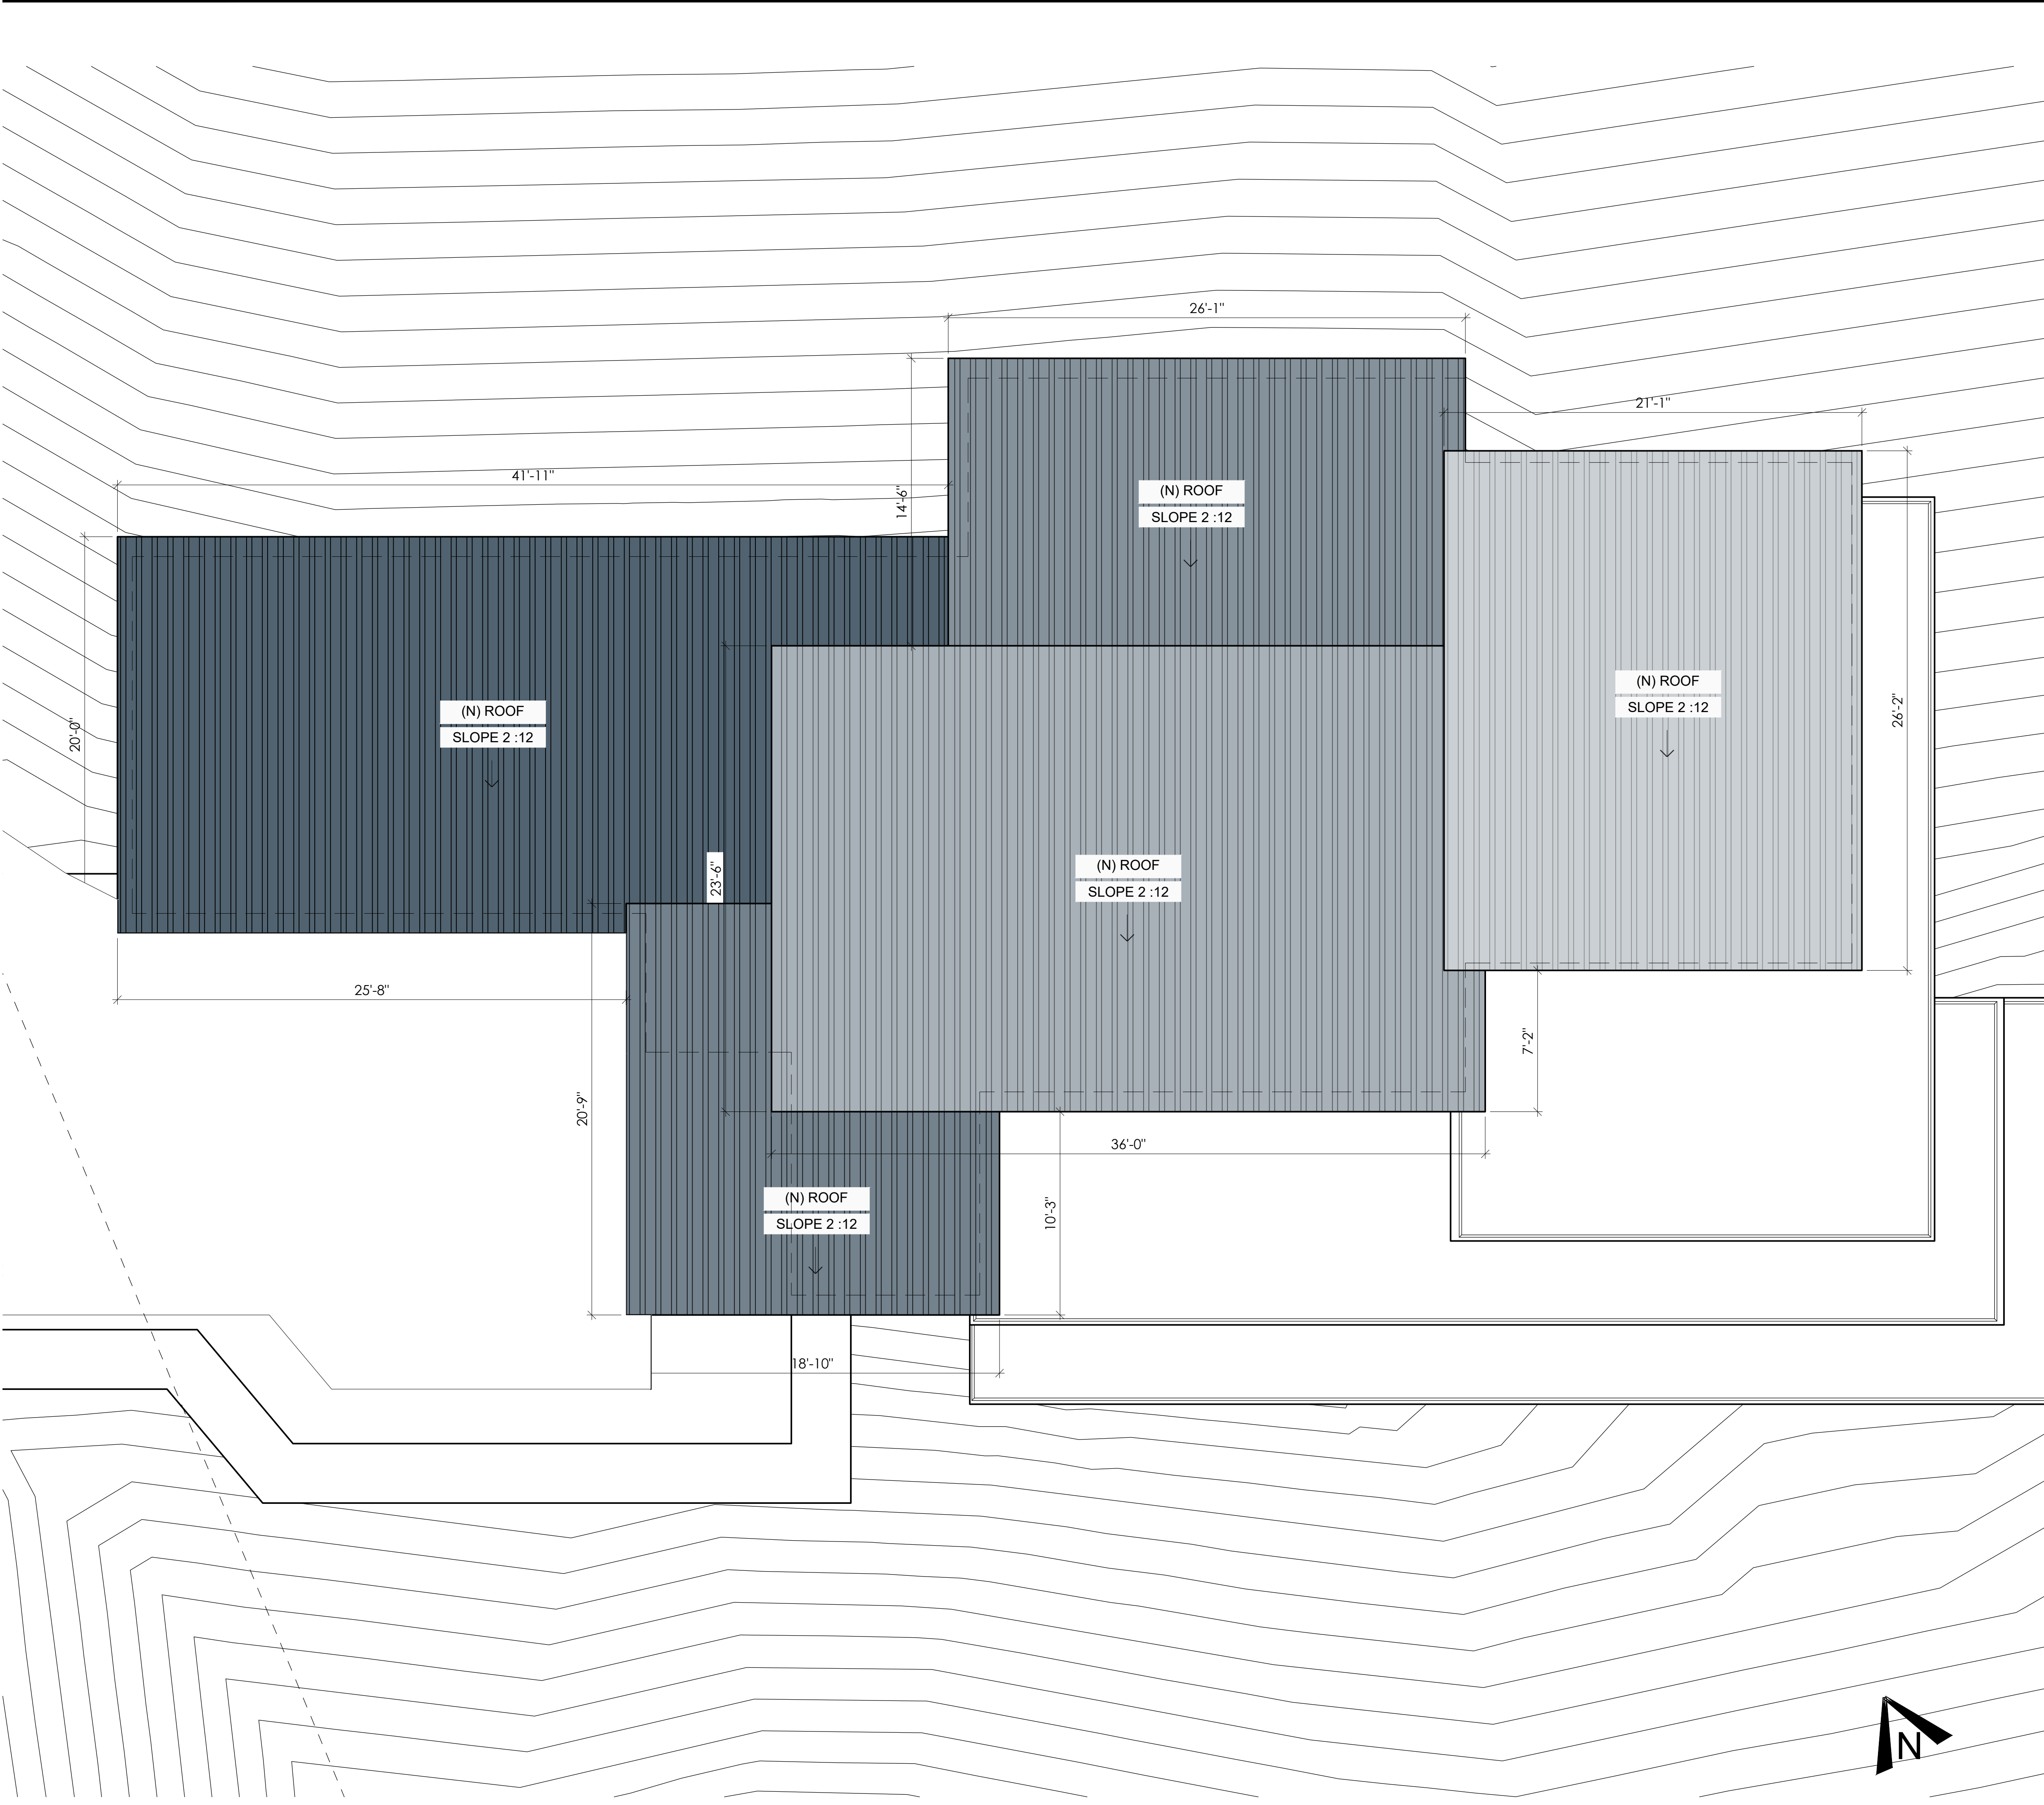 26'-1"
21'-1"
41'-11"
14'-6"
(N) ROOF
SLOPE 2 :12
(N) ROOF
SLOPE 2 :12
26'-2"
(N) ROOF
SLOPE 2 :12
20'-0"
23'-6"
(N) ROOF
SLOPE 2 :12
25'-8"
7'-2"
20'-9"
36'-0"
(N) ROOF
SLOPE 2 :12
10'-3"
18'-10"
N